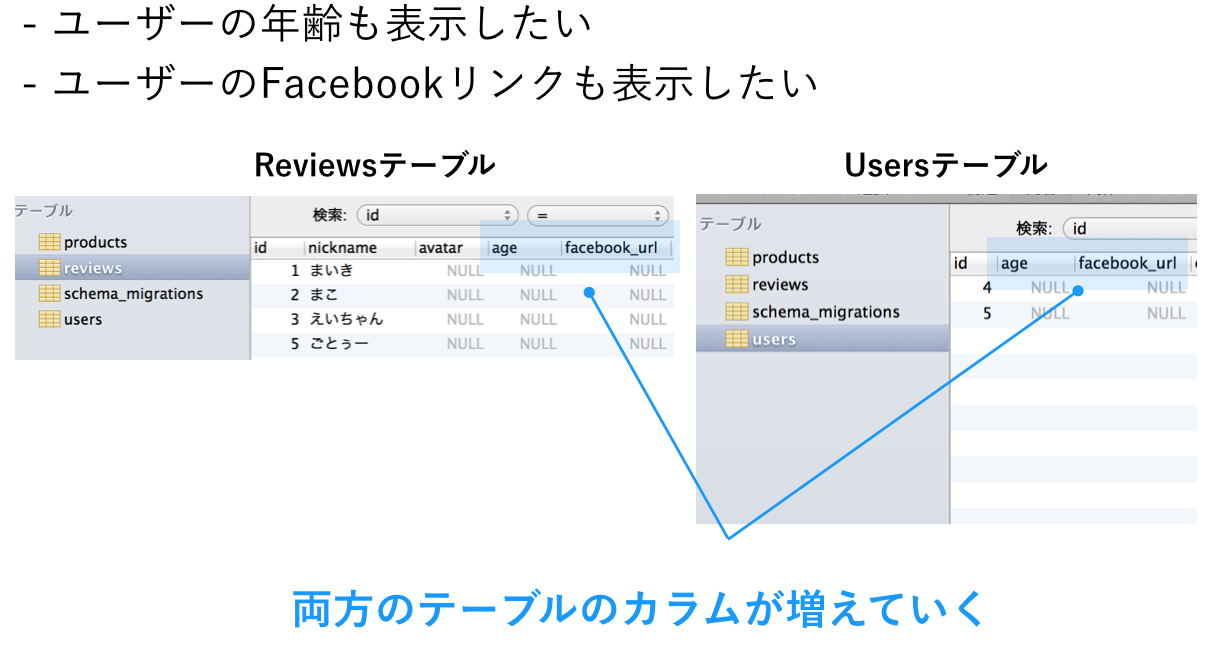 - ユーザーの年齢も表示したい
- ユーザーのFacebookリンクも表示したい
Reviewsテーブル
テーブル
products
reviews
schema_migrations
users
検索: id =
id nickname avatar age facebook_url
1 まいき NULL NULL NULL
2 まこ NULL NULL NULL
3 えいちゃん NULL NULL NULL
5 ごとぅー NULL NULL NULL
Usersテーブル
テーブル
products
reviews
schema_migrations
users
検索: id
id age facebook_url
4 NULL NULL
5 NULL NULL
両方のテーブルのカラムが増えていく